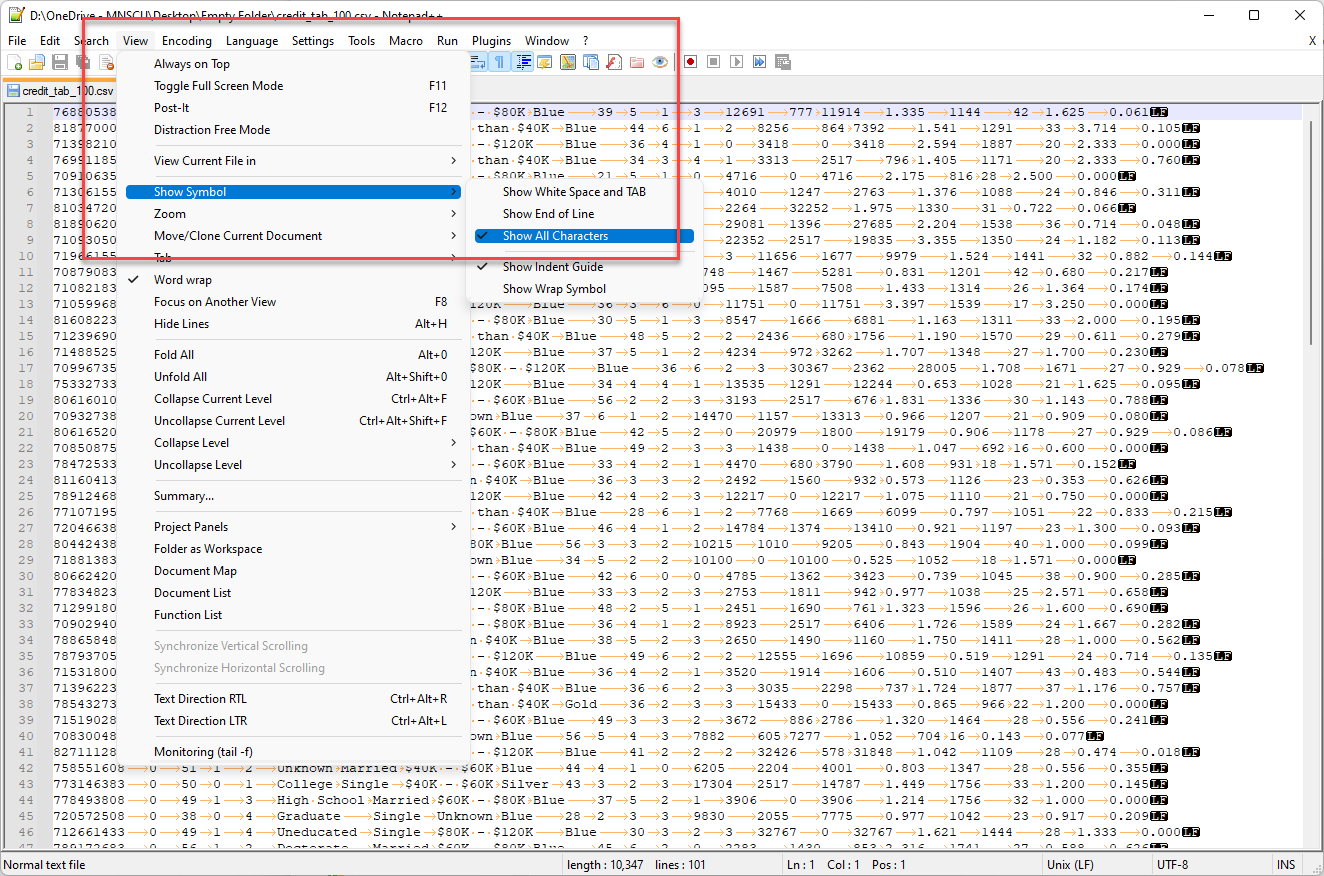 D:\OneDrive - MNSCU\Desktop\Empty Folder\credit_tab_100.csv - Notepad++
File Edit Search View Encoding Language Settings Tools Macro Run Plugins Window ? X
credit_tab_100.csv
Always on Top
Toggle Full Screen Mode F11
Post-It F12
Distraction Free Mode
View Current File in
Show Symbol
Zoom
Move/Clone Current Document
Tab
Word wrap
Focus on Another View F8
Hide Lines Alt+H
Fold All Alt+0
Unfold All Alt+Shift+0
Collapse Current Level Ctrl+Alt+F
Uncollapse Current Level Ctrl+Alt+Shift+F
Collapse Level
Uncollapse Level
Summary...
Project Panels
Folder as Workspace
Document Map
Document List
Function List
Synchronize Vertical Scrolling
Synchronize Horizontal Scrolling
Text Direction RTL Ctrl+Alt+R
Text Direction LTR Ctrl+Alt+L
Monitoring (tail -f)
Show White Space and TAB
Show End of Line
Show All Characters
Show Indent Guide
Show Wrap Symbol
1 76880538 - $80K Blue 39 5 1 3 12691 777 11914 1.335 1144 42 1.625 0.061 LF
2 81877000 than $40K Blue 44 6 1 2 8256 864 7392 1.541 1291 33 3.714 0.105 LF
3 71398210 - $120K Blue 36 4 1 0 3418 0 3418 2.594 1887 20 2.333 0.000 LF
4 76991185 than $40K Blue 34 3 4 1 3313 2517 796 1.405 1171 20 2.333 0.760 LF
5 70910635 Blue 21 5 1 0 4716 0 4716 2.175 816 28 2.500 0.000 LF
6 71306155 4010 1247 2763 1.376 1088 24 0.846 0.311 LF
7 81034720 2264 32252 1.975 1330 31 0.722 0.066 LF
8 81890620 29081 1396 27685 2.204 1538 36 0.714 0.048 LF
9 71093050 22352 2517 19835 3.355 1350 24 1.182 0.113 LF
10 71966155 3 11656 1677 9979 1.524 1441 32 0.882 0.144 LF
11 70879083 748 1467 5281 0.831 1201 42 0.680 0.217 LF
12 71082183 095 1587 7508 1.433 1314 26 1.364 0.174 LF
13 71059968 120K Blue 36 3 6 0 11751 0 11751 3.397 1539 17 3.250 0.000 LF
14 81608223 - $80K Blue 30 5 1 3 8547 1666 6881 1.163 1311 33 2.000 0.195 LF
15 71239690 than $40K Blue 48 5 2 2 2436 680 1756 1.190 1570 29 0.611 0.279 LF
16 71488525 120K Blue 37 5 1 2 4234 972 3262 1.707 1348 27 1.700 0.230 LF
17 70996735 $80K - $120K Blue 36 6 2 3 30367 2362 28005 1.708 1671 27 0.929 0.078 LF
18 75332733 120K Blue 34 4 4 1 13535 1291 12244 0.653 1028 21 1.625 0.095 LF
19 80616010 - $60K Blue 56 2 2 3 3193 2517 676 1.831 1336 30 1.143 0.788 LF
20 70932738 own Blue 37 6 1 2 14470 1157 13313 0.966 1207 21 0.909 0.080 LF
21 80616520 $60K - $80K Blue 42 5 2 0 20979 1800 19179 0.906 1178 27 0.929 0.086 LF
22 70850875 than $40K Blue 49 2 3 3 1438 0 1438 1.047 692 16 0.600 0.000 LF
23 78472533 - $60K Blue 33 4 2 1 4470 680 3790 1.608 931 18 1.571 0.152 LF
24 81160413 n $40K Blue 36 3 3 2 2492 1560 932 0.573 1126 23 0.353 0.626 LF
25 78912468 120K Blue 42 4 2 3 12217 0 12217 1.075 1110 21 0.750 0.000 LF
26 77107195 than $40K Blue 28 6 1 2 7768 1669 6099 0.797 1051 22 0.833 0.215 LF
27 72046638 - $60K Blue 46 4 1 2 14784 1374 13410 0.921 1197 23 1.300 0.093 LF
28 80442438 80K Blue 56 3 3 2 10215 1010 9205 0.843 1904 40 1.000 0.099 LF
29 71881383 own Blue 34 5 2 2 10100 0 10100 0.525 1052 18 1.571 0.000 LF
30 80662420 - $60K Blue 42 6 0 0 4785 1362 3423 0.739 1045 38 0.900 0.285 LF
31 77834823 120K Blue 33 3 2 3 2753 1811 942 0.977 1038 25 2.571 0.658 LF
32 71299180 - $80K Blue 48 2 5 1 2451 1690 761 1.323 1596 26 1.600 0.690 LF
33 70902940 - $80K Blue 36 4 1 2 8923 2517 6406 1.726 1589 24 1.667 0.282 LF
34 78865848 n $40K Blue 38 5 2 3 2650 1490 1160 1.750 1411 28 1.000 0.562 LF
35 78793705 - $120K Blue 49 6 2 2 12555 1696 10859 0.519 1291 24 0.714 0.135 LF
36 71531800 n $40K Blue 36 4 2 1 3520 1914 1606 0.510 1407 43 0.483 0.544 LF
37 71396223 than $40K Blue 36 6 2 3 3035 2298 737 1.724 1877 37 1.176 0.757 LF
38 78543273 than $40K Gold 36 2 3 3 15433 0 15433 0.865 966 22 1.200 0.000 LF
39 71519028 - $60K Blue 49 3 3 2 3672 886 2786 1.320 1464 28 0.556 0.241 LF
40 70830048 own Blue 56 5 4 3 7882 605 7277 1.052 704 16 0.143 0.077 LF
41 82711128 - $120K Blue 41 2 2 2 32426 578 31848 1.042 1109 28 0.474 0.018 LF
42 758551608 0 51 1 2 Unknown Married $40K - $60K Blue 44 4 1 0 6205 2204 4001 0.803 1347 28 0.556 0.355 LF
43 773146383 0 50 0 1 College Single $40K - $60K Silver 43 3 2 3 17304 2517 14787 1.449 1756 33 1.200 0.145 LF
44 778493808 0 49 1 3 High School Married $60K - $80K Blue 37 5 2 1 3906 0 3906 1.214 1756 32 1.000 0.000 LF
45 720572508 0 38 0 4 Graduate Single Unknown Blue 28 2 3 3 9830 2055 7775 0.977 1042 23 0.917 0.209 LF
46 712661433 0 49 1 4 Uneducated Single $80K - $120K Blue 30 3 2 3 32767 0 32767 1.621 1444 28 1.333 0.000 LF
Normal text file length : 10,347 lines : 101 Ln : 1 Col : 1 Pos : 1 Unix (LF) UTF-8 INS